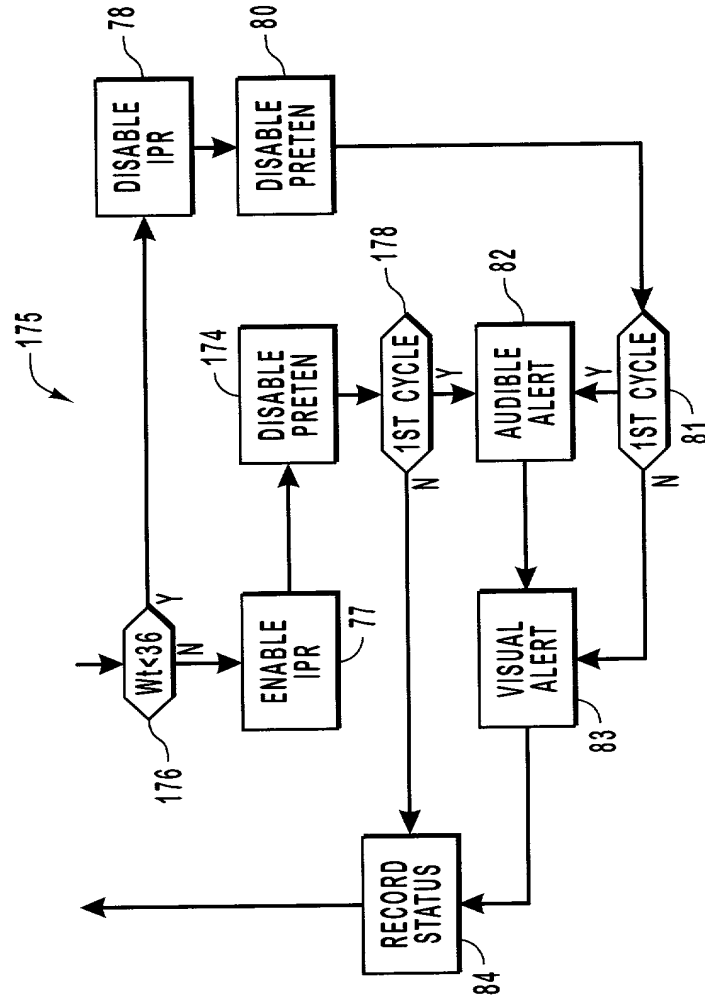 175
Wt<36
176
Y
N
DISABLE
IPR
78
ENABLE
IPR
77
DISABLE
PRETEN
174
DISABLE
PRETEN
80
1ST CYCLE
178
N
Y
RECORD
STATUS
84
VISUAL
ALERT
83
AUDIBLE
ALERT
82
Y
1ST CYCLE
81
N